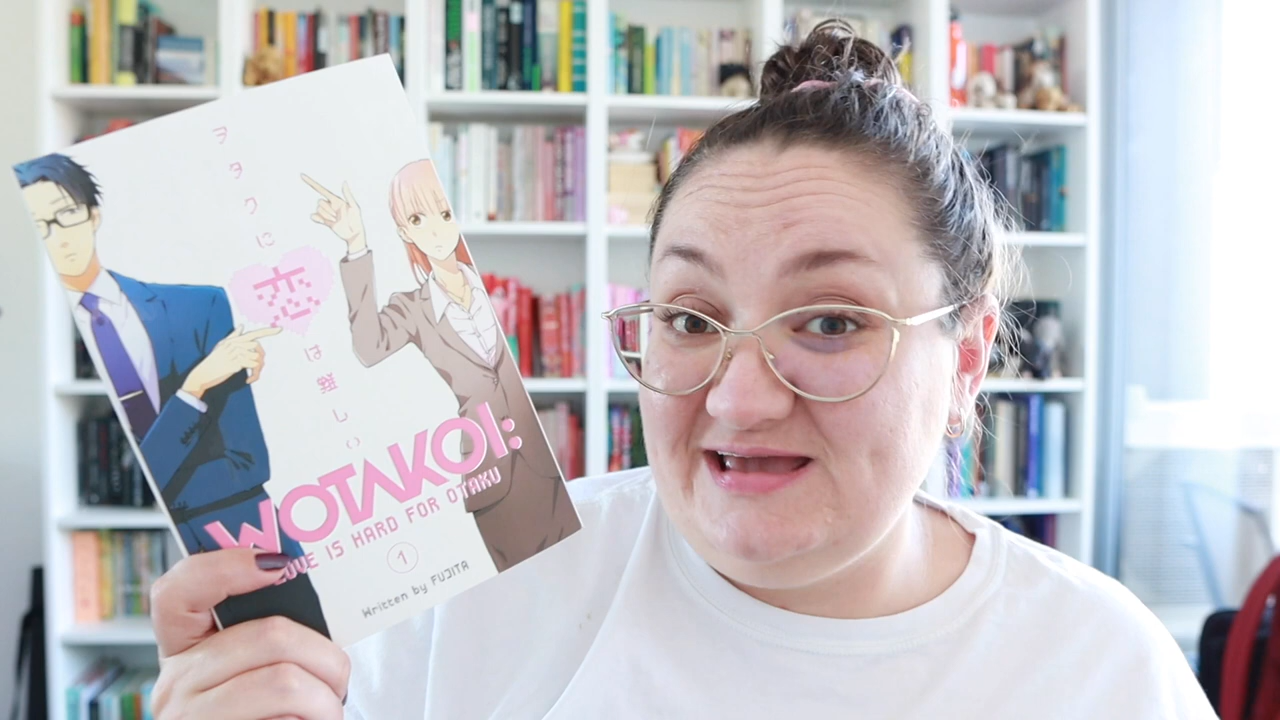 ヲタクに
恋
は難しい
WOTAKOI:
LOVE IS HARD FOR OTAKU
1
Written by FUJITA